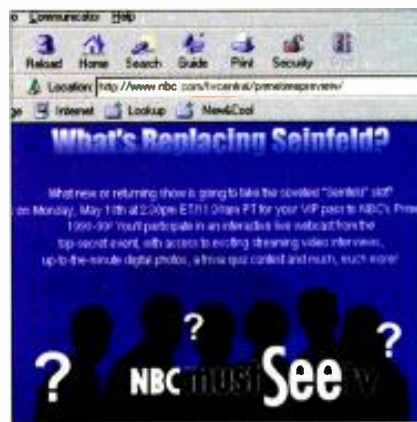 Communicator Help
Reload Home Search Guide Print Security
Location: http://www.nbc.com/tvcentral/primetimepreview/
Internet Lookup New&Cool
What's Replacing Seinfeld?
What new or returning show is going to take the coveted "Seinfeld" slot?
on Monday, May 18th at 2:30pm ET/11:30am PT for your VIP pass to NBC's
1998-99! You'll participate in an interactive live webcast from the
top-secret event, with access to exciting streaming video interviews,
up-to-the-minute digital photos, a trivia quiz contest and much, much more!
? ? ?
NBC must See tv